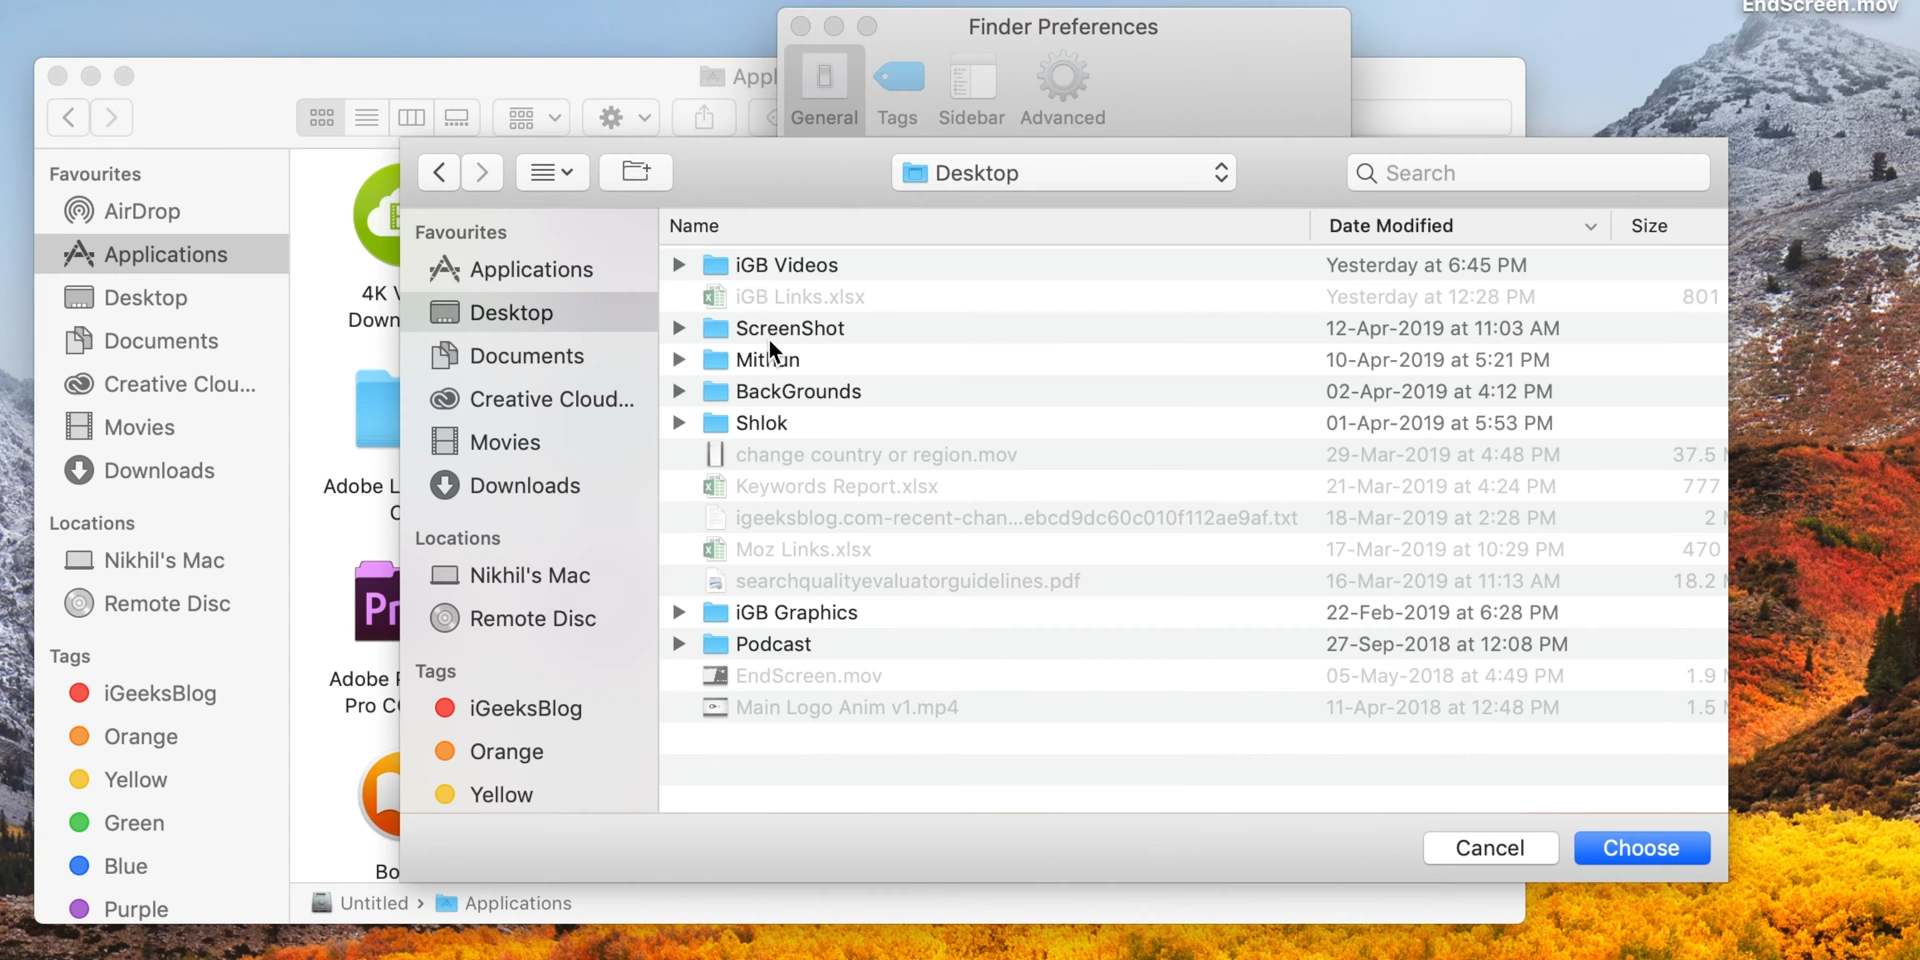 EndScreen.mov
Finder Preferences
General Tags Sidebar Advanced
Appl
Favourites
AirDrop
Applications
Desktop
Documents
Creative Clou...
Movies
Downloads
Locations
Nikhil's Mac
Remote Disc
Tags
iGeeksBlog
Orange
Yellow
Green
Blue
Purple
4K V
Down
Adobe L
C
Pr
Adobe P
Pro CC
Bo
Untitled › Applications
Desktop
Search
Favourites
Applications
Desktop
Documents
Creative Cloud...
Movies
Downloads
Locations
Nikhil's Mac
Remote Disc
Tags
iGeeksBlog
Orange
Yellow
Name Date Modified Size
iGB Videos Yesterday at 6:45 PM
iGB Links.xlsx Yesterday at 12:28 PM 801
ScreenShot 12-Apr-2019 at 11:03 AM
Mithun 10-Apr-2019 at 5:21 PM
BackGrounds 02-Apr-2019 at 4:12 PM
Shlok 01-Apr-2019 at 5:53 PM
change country or region.mov 29-Mar-2019 at 4:48 PM 37.5
Keywords Report.xlsx 21-Mar-2019 at 4:24 PM 777
igeeksblog.com-recent-chan...ebcd9dc60c010f112ae9af.txt 18-Mar-2019 at 2:28 PM 2
Moz Links.xlsx 17-Mar-2019 at 10:29 PM 470
searchqualityevaluatorguidelines.pdf 16-Mar-2019 at 11:13 AM 18.2
iGB Graphics 22-Feb-2019 at 6:28 PM
Podcast 27-Sep-2018 at 12:08 PM
EndScreen.mov 05-May-2018 at 4:49 PM 1.9
Main Logo Anim v1.mp4 11-Apr-2018 at 12:48 PM 1.5
Cancel Choose